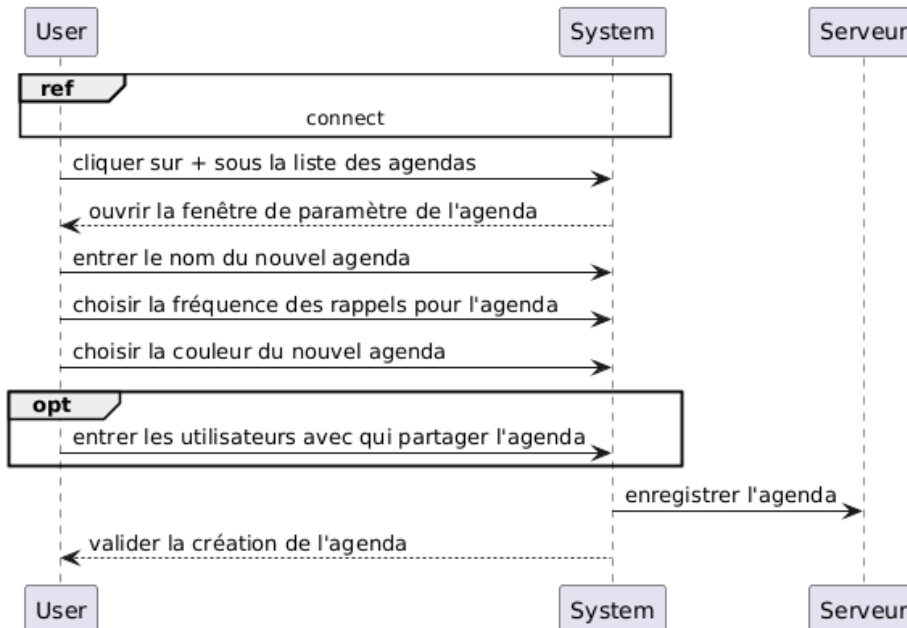 User System Serveur
ref
connect
cliquer sur + sous la liste des agendas
ouvrir la fenêtre de paramètre de l'agenda
entrer le nom du nouvel agenda
choisir la fréquence des rappels pour l'agenda
choisir la couleur du nouvel agenda
opt
entrer les utilisateurs avec qui partager l'agenda
enregistrer l'agenda
valider la création de l'agenda
User System Serveur